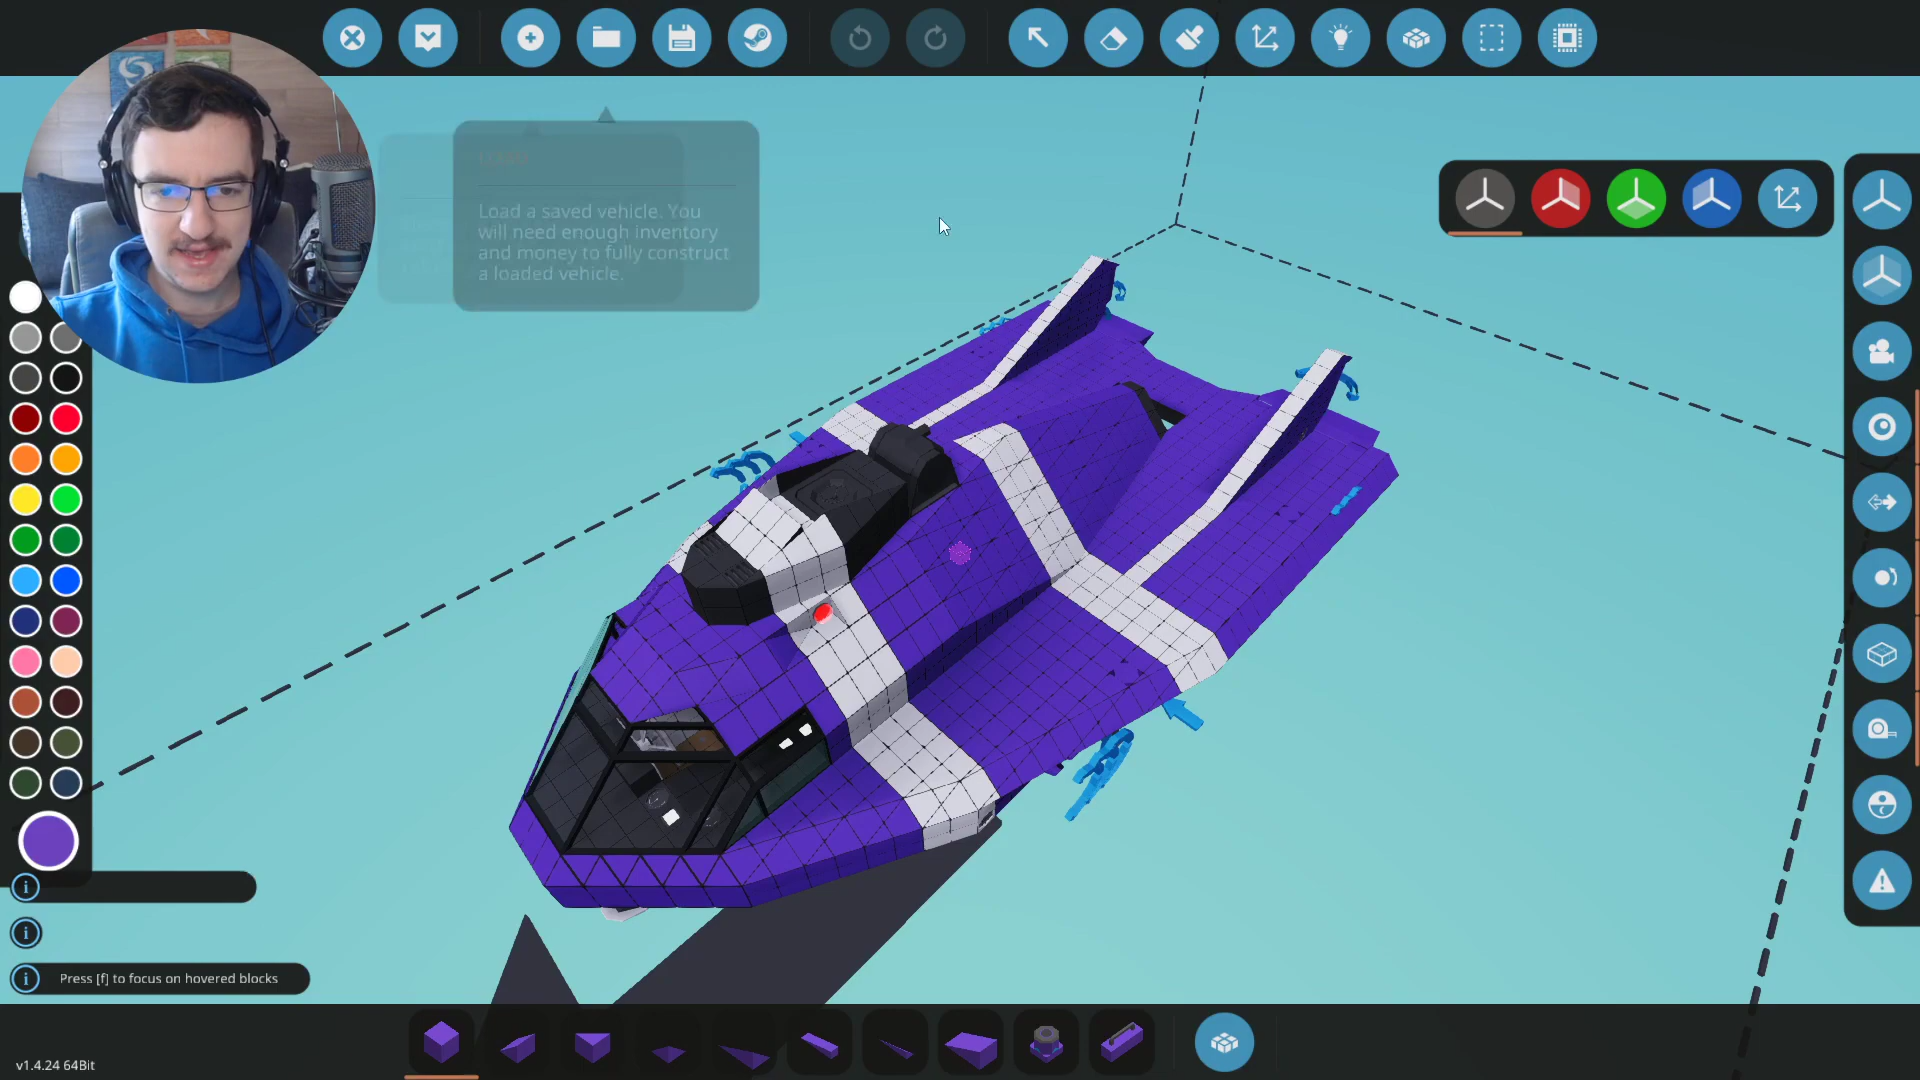 LOAD
Load a saved vehicle. You
will need enough inventory
and money to fully construct
a loaded vehicle.
Press [f] to focus on hovered blocks
v1.4.24 64Bit